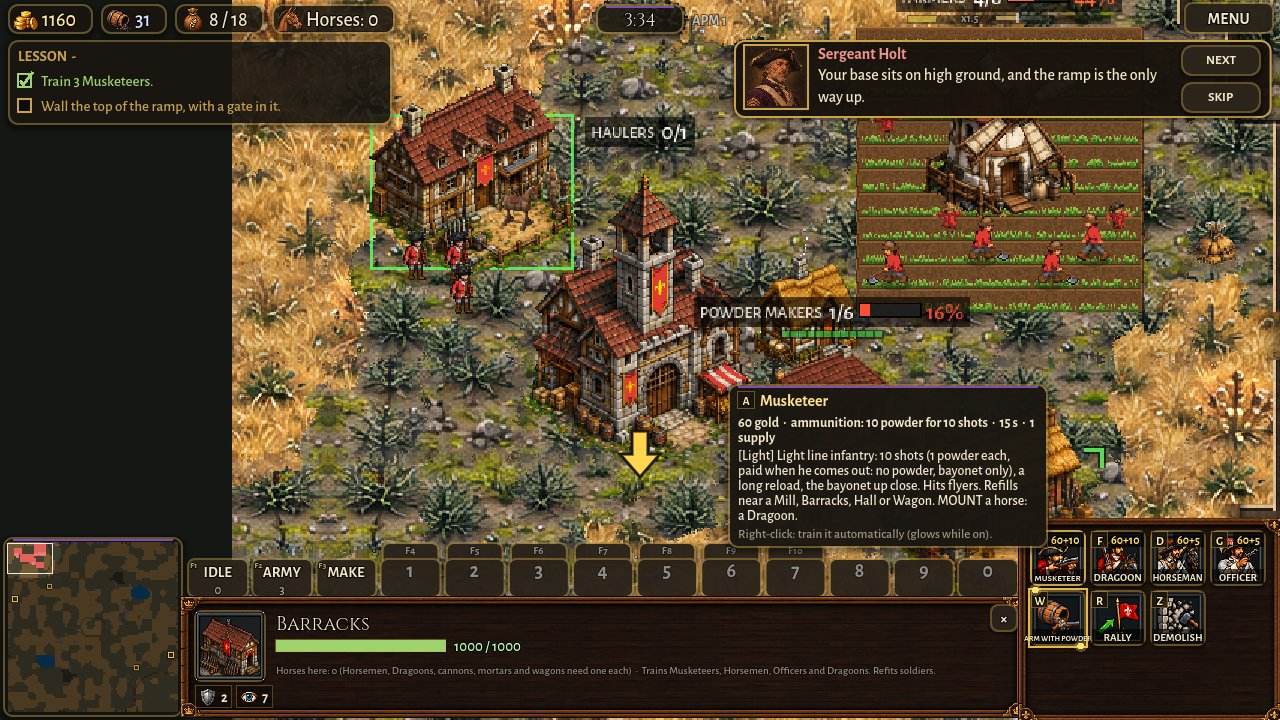 1160
31
8 / 18
Horses: 0
3:34
APM 1
x1.5
MENU
LESSON -
Train 3 Musketeers.
Wall the top of the ramp, with a gate in it.
Sergeant Holt
Your base sits on high ground, and the ramp is the only
way up.
NEXT
SKIP
HAULERS 0/1
POWDER MAKERS 1/6
16%
A Musketeer
60 gold · ammunition: 10 powder for 10 shots · 15 s · 1
supply
[Light] Light line infantry: 10 shots (1 powder each,
paid when he comes out: no powder, bayonet only), a
long reload, the bayonet up close. Hits flyers. Refills
near a Mill, Barracks, Hall or Wagon. MOUNT a horse:
a Dragoon.
Right-click: train it automatically (glows while on).
F1 IDLE 0
F2 ARMY 3
F3 MAKE
F4 1
F5 2
F6 3
F7 4
F8 5
F9 6
F10 7
8
9
0
BARRACKS
1000 / 1000
Horses here: 0 (Horsemen, Dragoons, cannons, mortars and wagons need one each) · Trains Musketeers, Horsemen, Officers and Dragoons. Refits soldiers.
2
7
×
60+10 MUSKETEER
F 60+10 DRAGOON
D 60+5 HORSEMAN
G 60+5 OFFICER
W ARM WITH POWDER
R RALLY
Z DEMOLISH